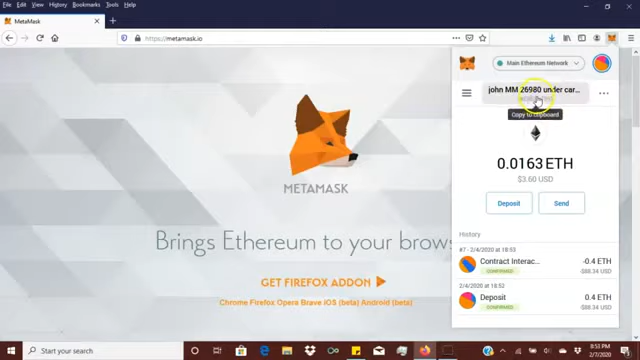 File Edit View History Bookmarks Tools Help
MetaMask
https://metamask.io
Main Ethereum Network
john MM 26980 under car...
Copy to clipboard
0.0163 ETH
$3.60 USD
Deposit
Send
METAMASK
Brings Ethereum to your brows
GET FIREFOX ADDON
Chrome Firefox Opera Brave iOS (beta) Android (beta)
History
#7 - 2/4/2020 at 18:53
Contract Interac...
-0.4 ETH
CONFIRMED
-$88.34 USD
2/4/2020 at 18:52
Deposit
0.4 ETH
CONFIRMED
$88.34 USD
Start your search
8:53 PM
2/7/2020